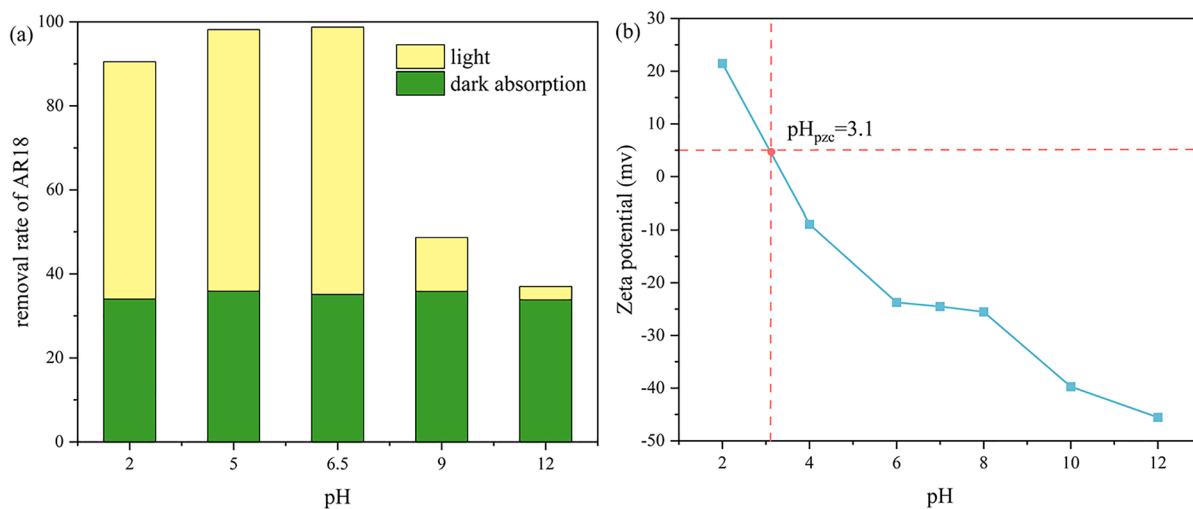 (a)
removal rate of AR18
100
80
60
40
20
0
light
dark absorption
2 5 6.5 9 12
pH
(b)
Zeta potential (mv)
30
20
10
0
-10
-20
-30
-40
-50
pHpzc=3.1
2 4 6 8 10 12
pH